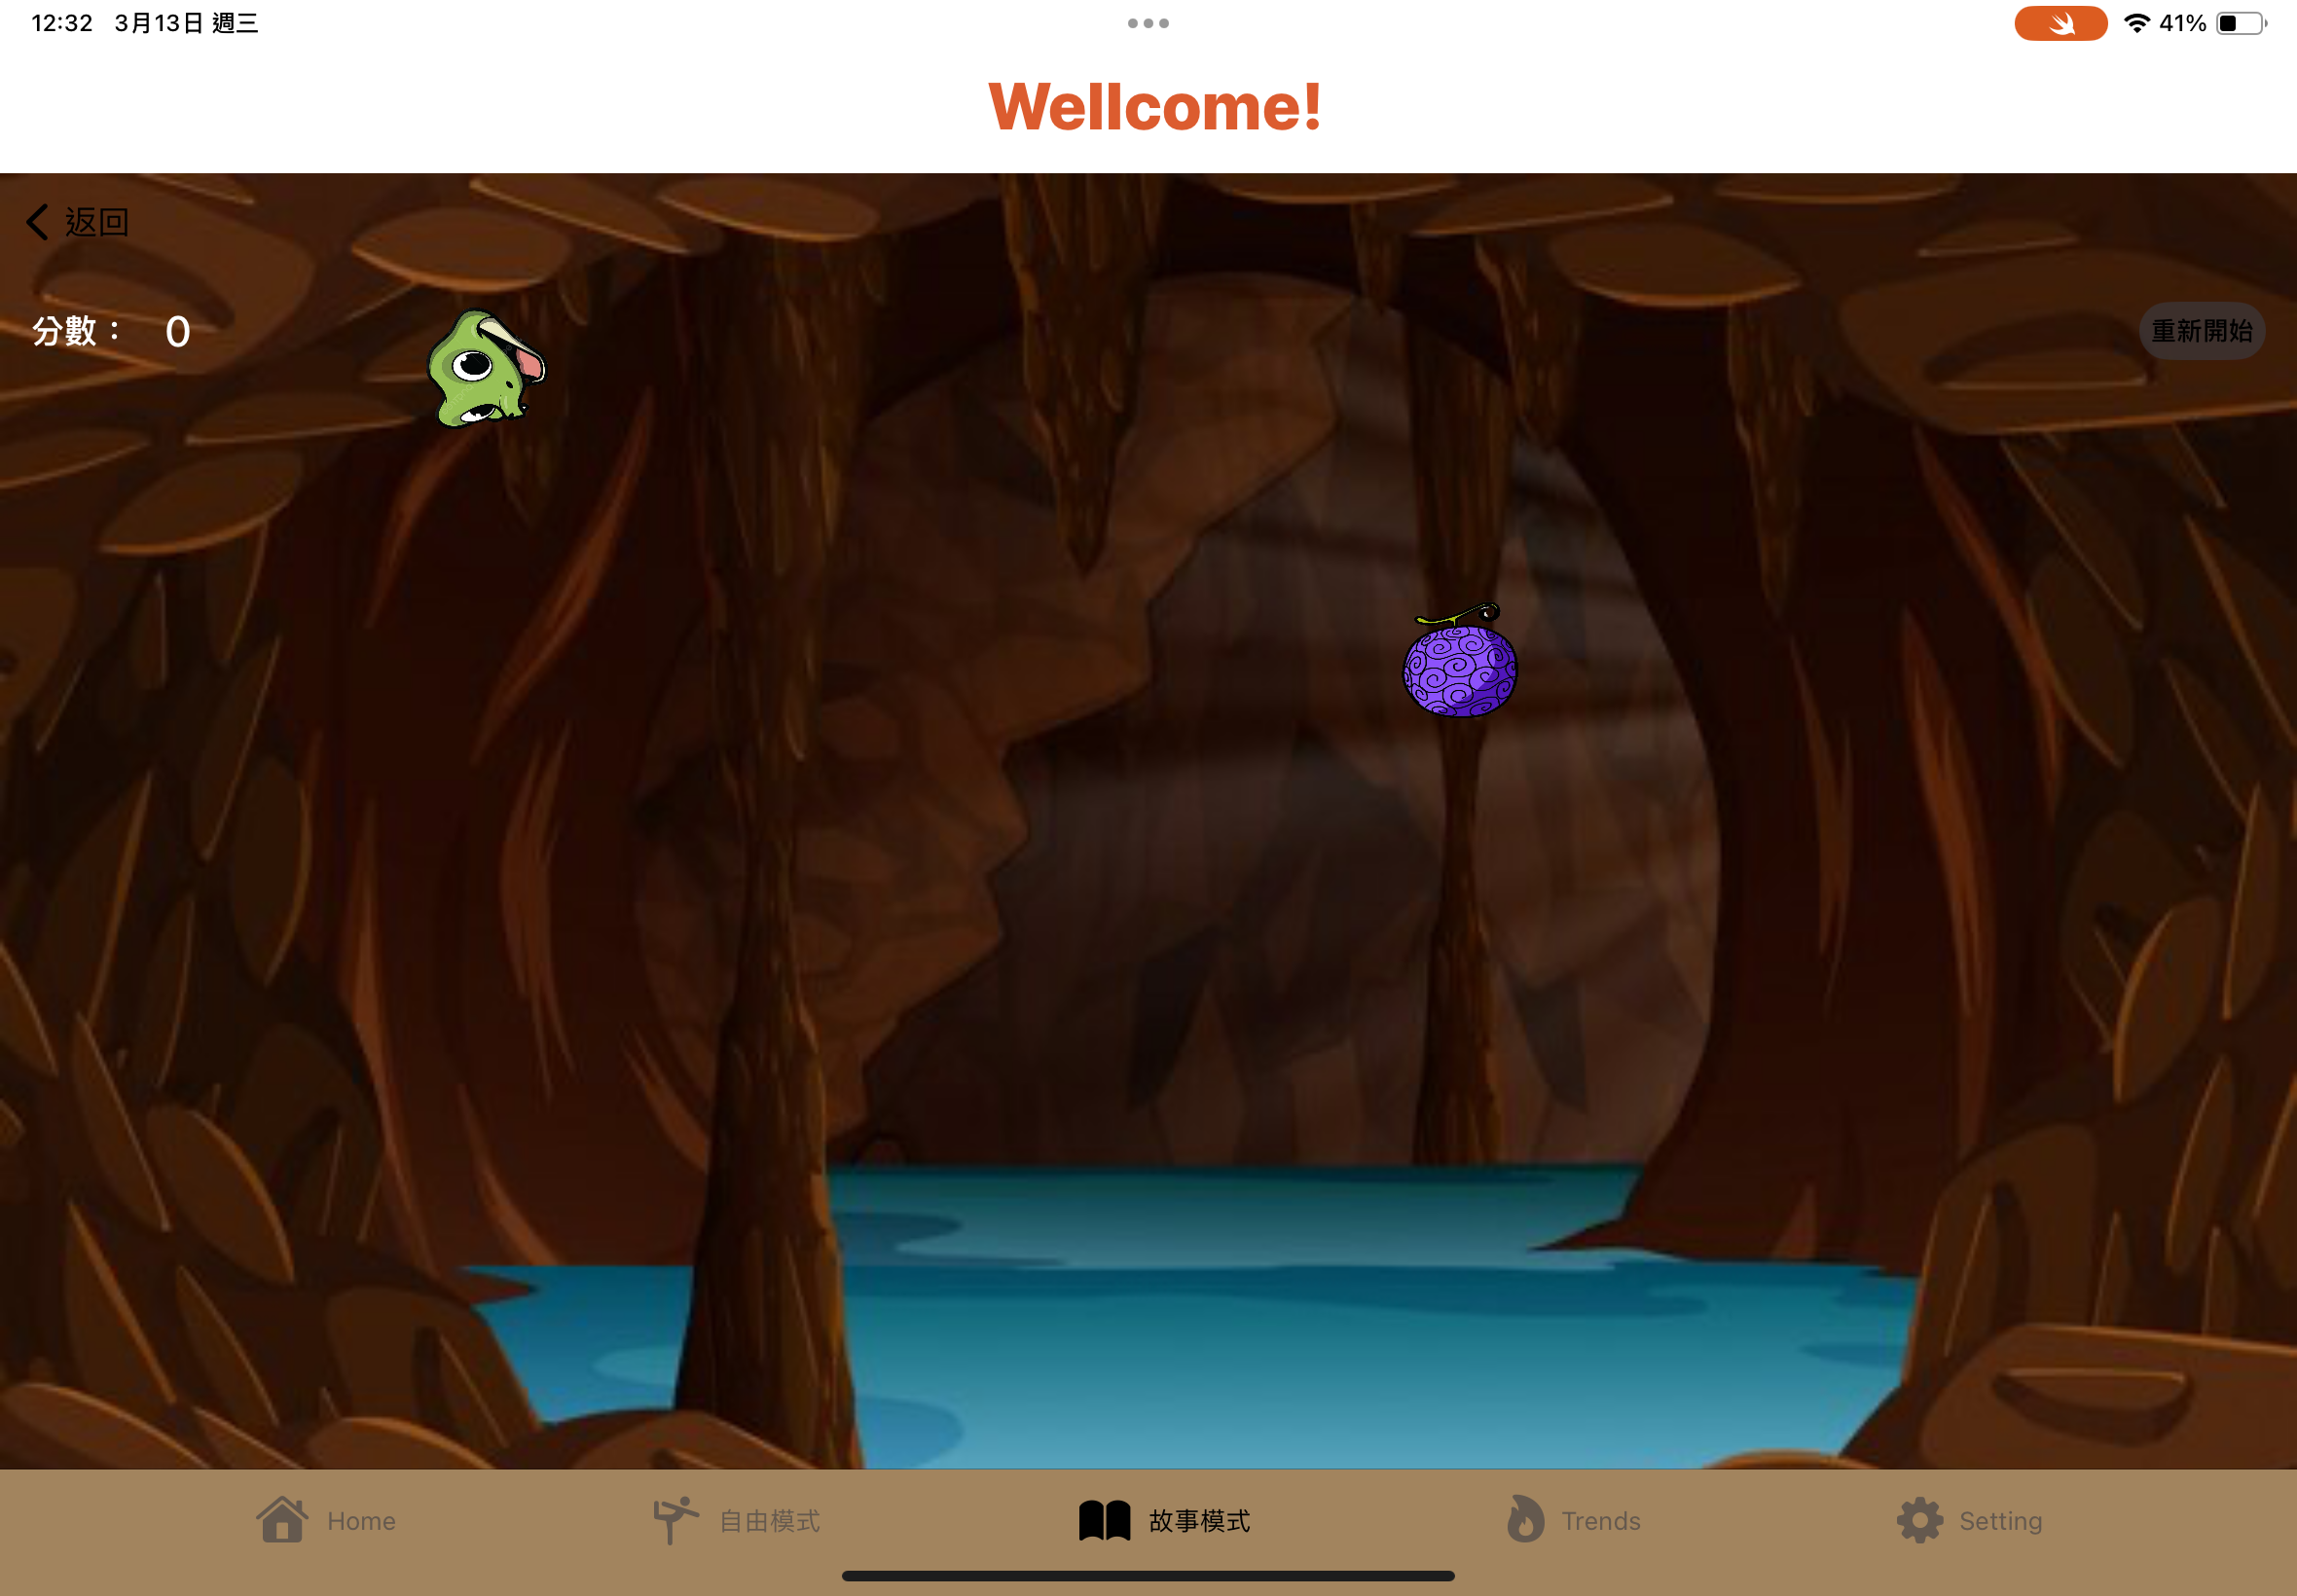 12:32 3月13日 週三
41%
Wellcome!
返回
分數： 0
重新開始
Home
自由模式
故事模式
Trends
Setting